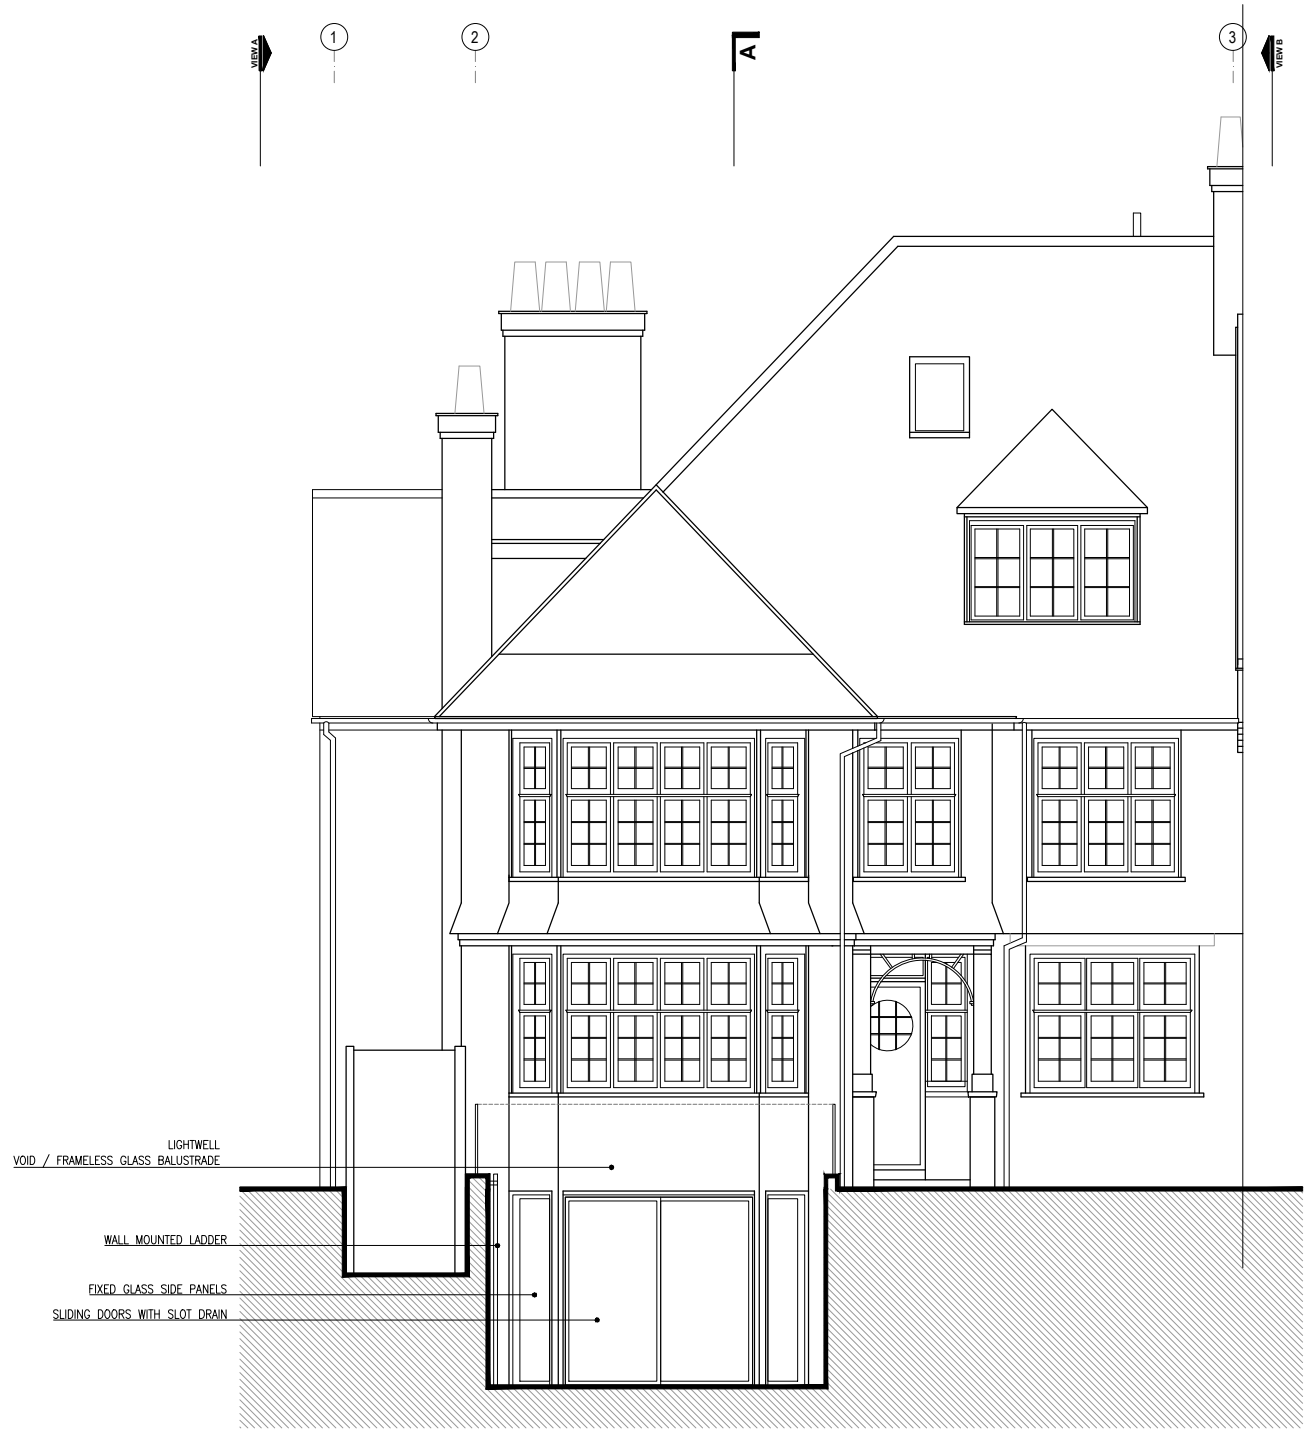 VIEW A
1
2
A
3
VIEW B
LIGHTWELL
VOID / FRAMELESS GLASS BALUSTRADE
WALL MOUNTED LADDER
FIXED GLASS SIDE PANELS
SLIDING DOORS WITH SLOT DRAIN